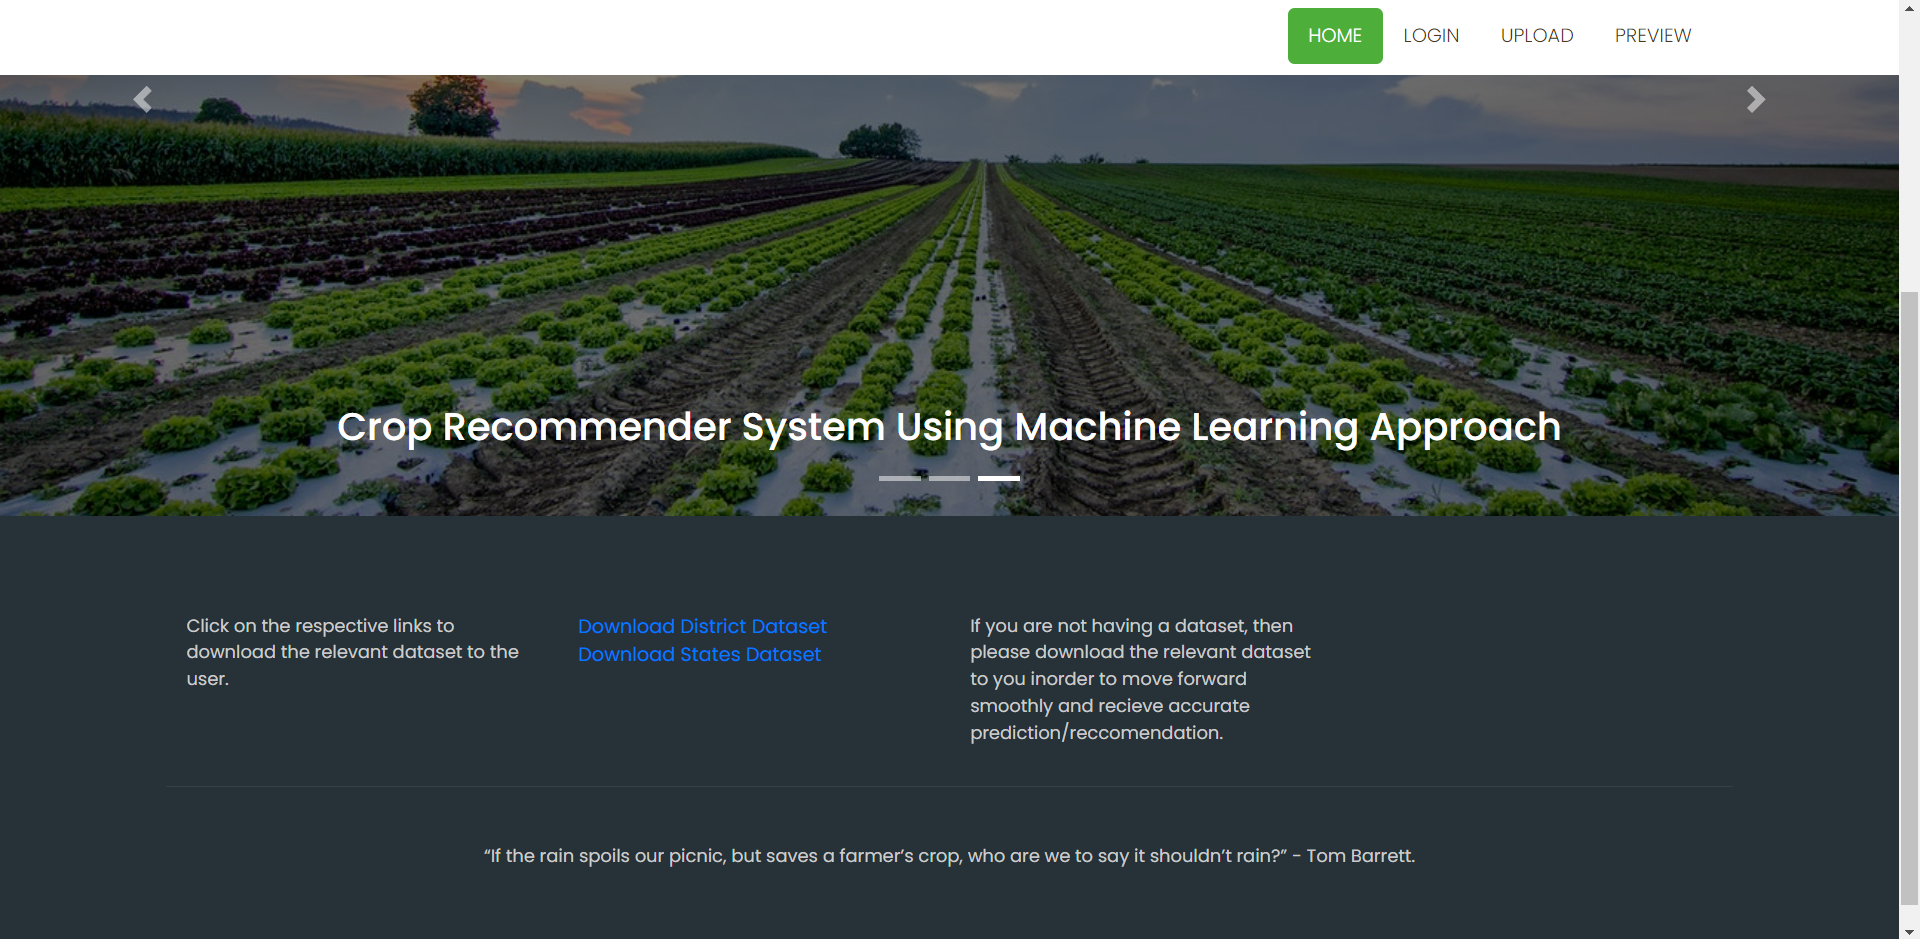 HOME LOGIN UPLOAD PREVIEW
Crop Recommender System Using Machine Learning Approach
Click on the respective links to
download the relevant dataset to the
user.
Download District Dataset
Download States Dataset
If you are not having a dataset, then
please download the relevant dataset
to you inorder to move forward
smoothly and recieve accurate
prediction/reccomendation.
“If the rain spoils our picnic, but saves a farmer’s crop, who are we to say it shouldn’t rain?” - Tom Barrett.